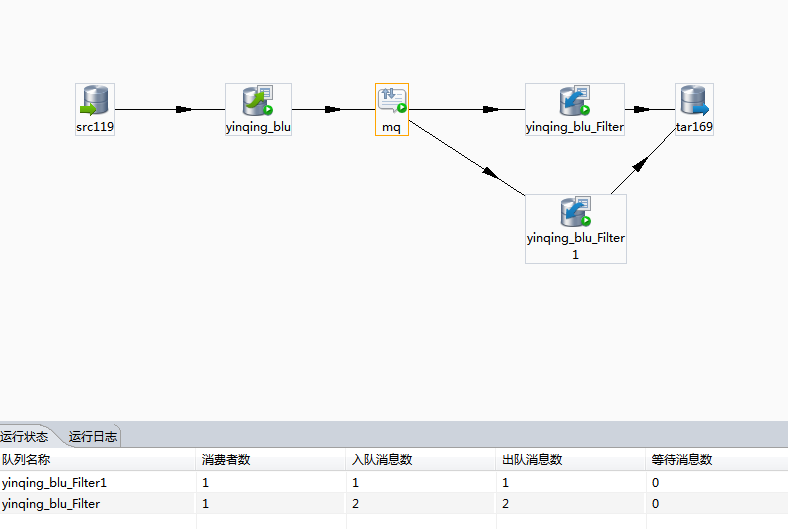 src119
yinqing_blu
mq
yinqing_blu_Filter
tar169
yinqing_blu_Filter
1
运行状态 运行日志
队列名称 消费者数 入队消息数 出队消息数 等待消息数
yinqing_blu_Filter1 1 1 1 0
yinqing_blu_Filter 1 2 2 0